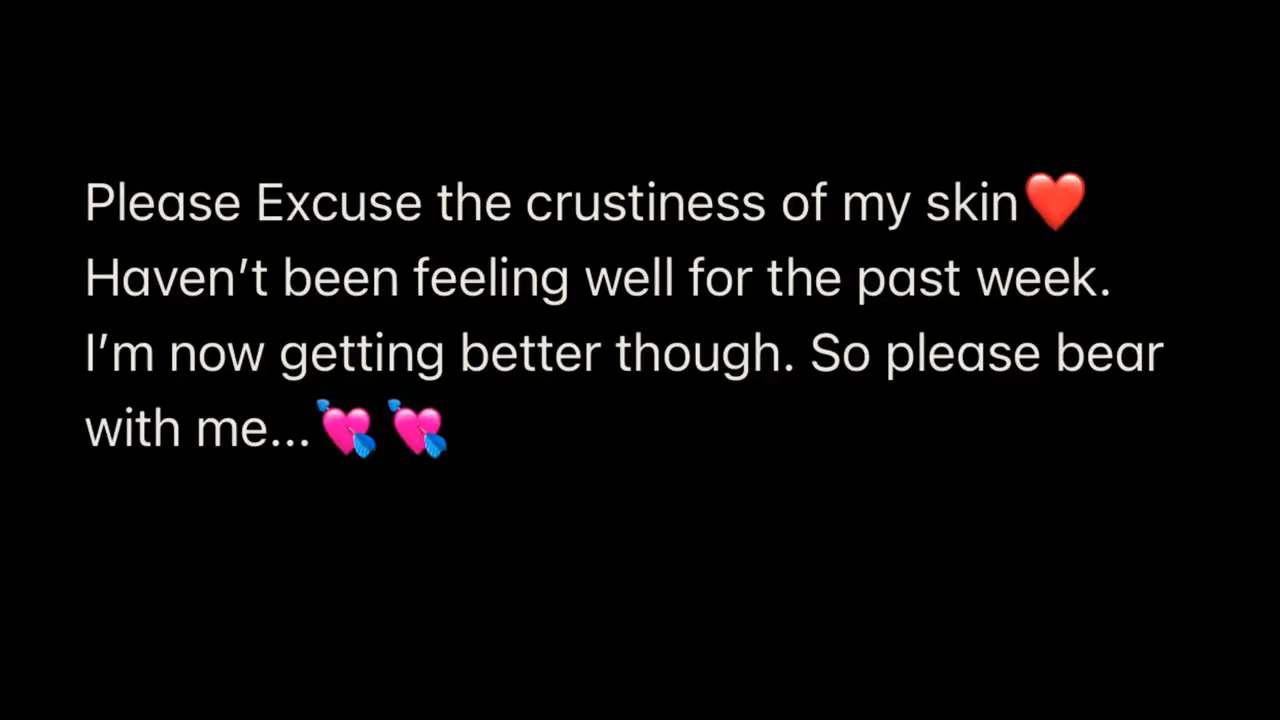 Please Excuse the crustiness of my skin❤️
Haven’t been feeling well for the past week.
I’m now getting better though. So please bear
with me...💘 💘